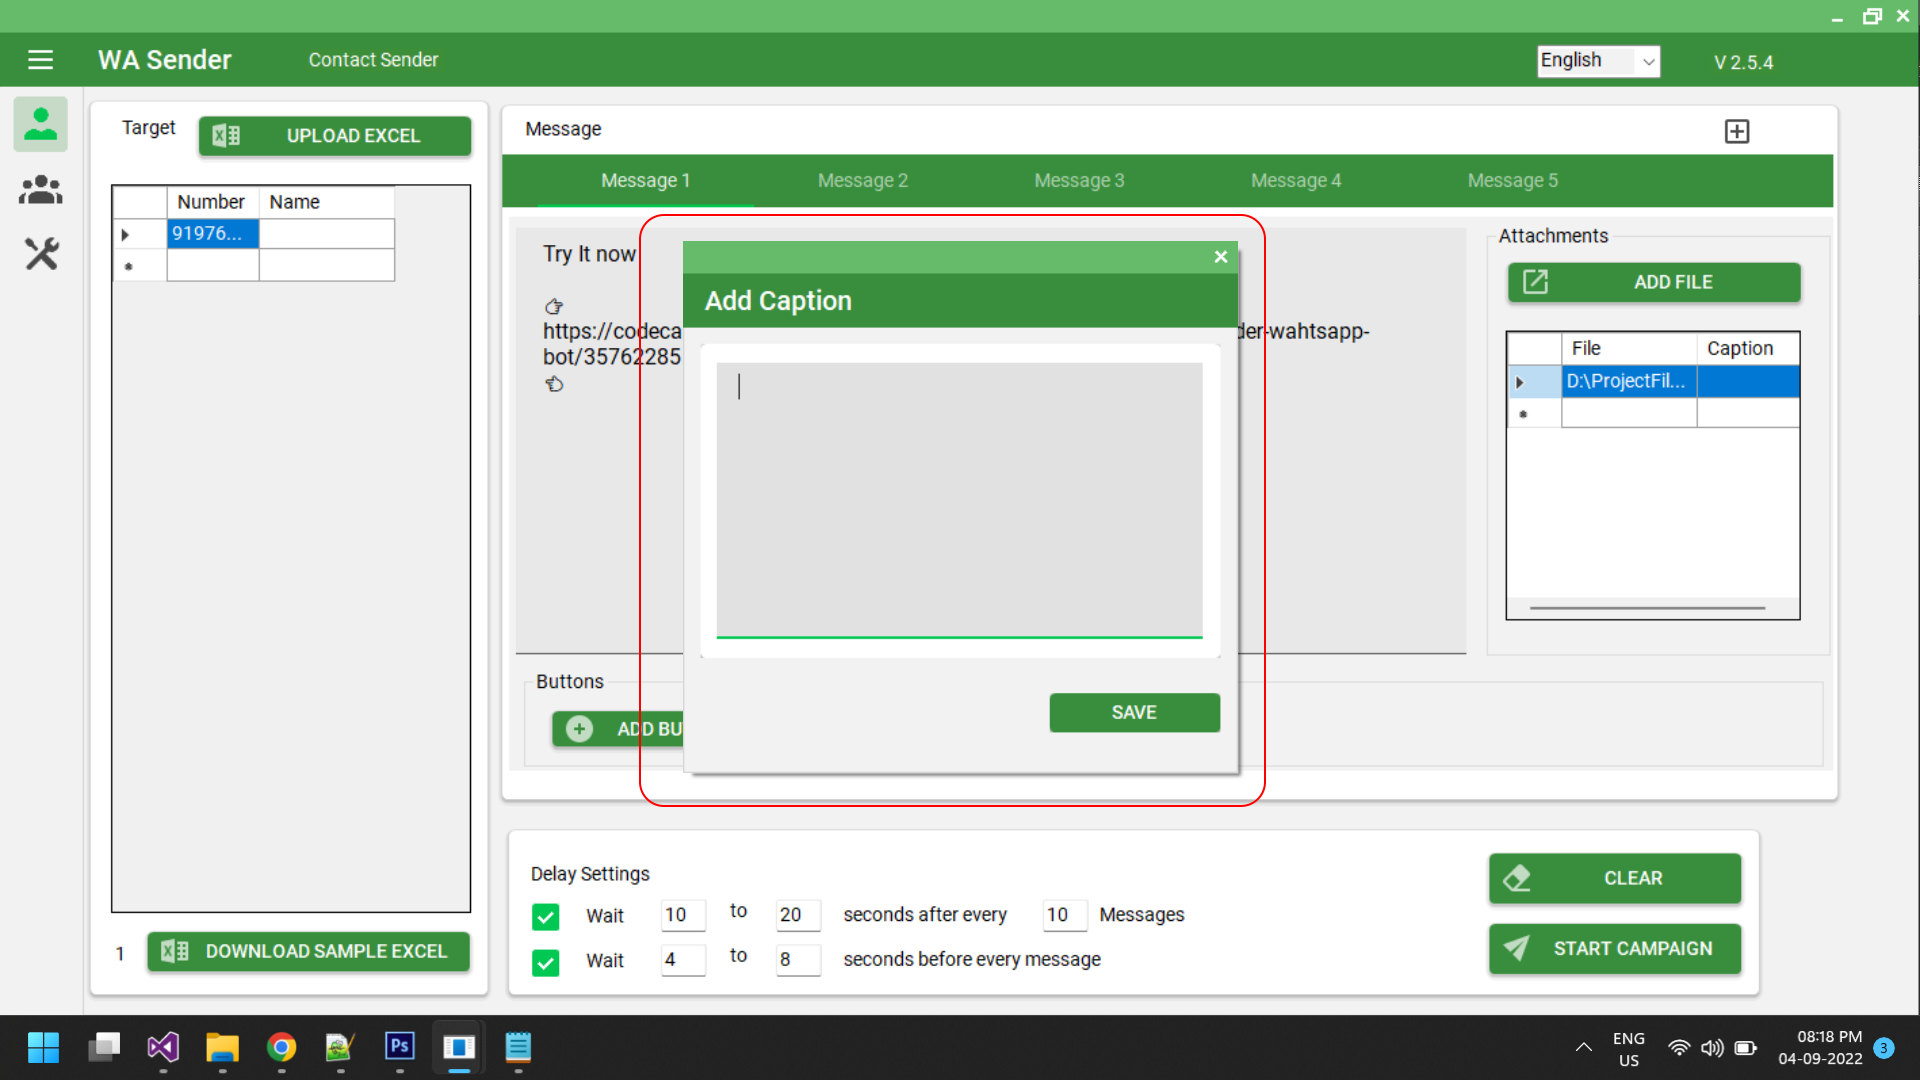 WA Sender
Contact Sender
English
V 2.5.4
Target
UPLOAD EXCEL
Number Name
91976...
1
DOWNLOAD SAMPLE EXCEL
Message
Message 1
Message 2
Message 3
Message 4
Message 5
Try It now
https://codeca
der-wahtsapp-
bot/35762285
Add Caption
SAVE
Attachments
ADD FILE
File Caption
D:\ProjectFil...
Buttons
ADD BU
Delay Settings
Wait 10 to 20 seconds after every 10 Messages
Wait 4 to 8 seconds before every message
CLEAR
START CAMPAIGN
Ps
ENG
US
08:18 PM
04-09-2022
3